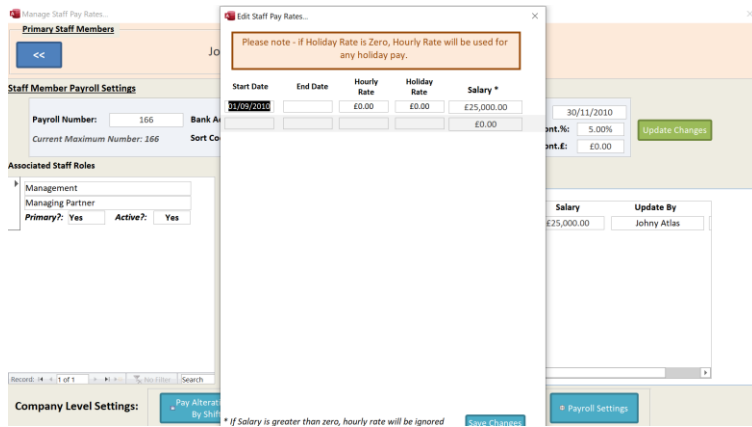 Manage Staff Pay Rates...
Edit Staff Pay Rates...
Primary Staff Members
<<
Jo
Please note - if Holiday Rate is Zero, Hourly Rate will be used for
any holiday pay.
Staff Member Payroll Settings
Start Date End Date Hourly Rate Holiday Rate Salary *
01/09/2010 £0.00 £0.00 £25,000.00
£0.00
Payroll Number: 166 Bank A
30/11/2010
Current Maximum Number: 166 Sort Co
ont.%: 5.00%
Update Changes
ont.£: £0.00
Associated Staff Roles
Management
Managing Partner
Primary?: Yes Active?: Yes
Salary Update By
£25,000.00 Johny Atlas
Record: 1 of 1 No Filter Search
Company Level Settings:
Pay Alterat
By Shif
Payroll Settings
* If Salary is greater than zero, hourly rate will be ignored
Save Changes